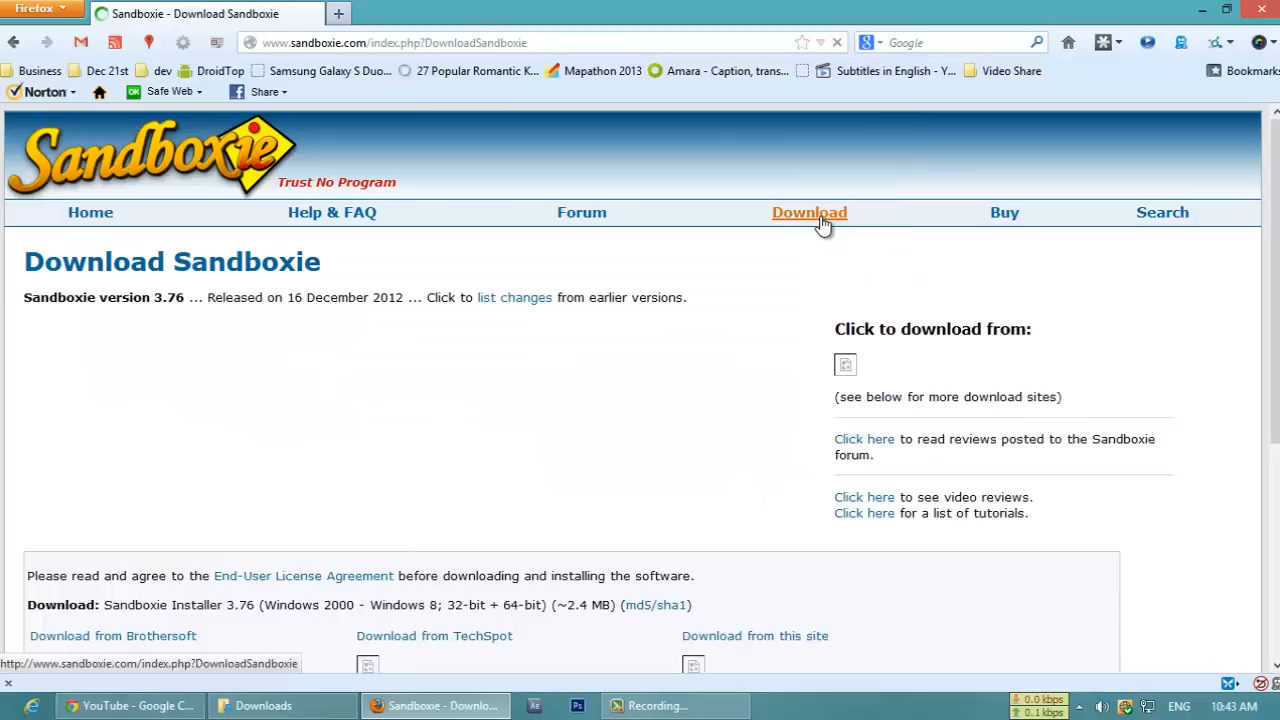 Firefox
Sandboxie - Download Sandboxie
www.sandboxie.com/index.php?DownloadSandboxie
Google
Business
Dec 21st
dev
DroidTop
Samsung Galaxy S Duo...
27 Popular Romantic K...
Mapathon 2013
Amara - Caption, trans...
Subtitles in English - Y...
Video Share
Bookmarks
Norton
OK
Safe Web
Share
Sandboxie
Trust No Program
Home
Help & FAQ
Forum
Download
Buy
Search
Download Sandboxie
Sandboxie version 3.76 ... Released on 16 December 2012 ... Click to list changes from earlier versions.
Click to download from:
(see below for more download sites)
Click here to read reviews posted to the Sandboxie
forum.
Click here to see video reviews.
Click here for a list of tutorials.
Please read and agree to the End-User License Agreement before downloading and installing the software.
Download: Sandboxie Installer 3.76 (Windows 2000 - Windows 8; 32-bit + 64-bit) (~2.4 MB) (md5/sha1)
Download from Brothersoft
Download from TechSpot
Download from this site
http://www.sandboxie.com/index.php?DownloadSandboxie
YouTube - Google C...
Downloads
Sandboxie - Downlo...
Ae
Ps
Recording...
0.0 kbps
0.1 kbps
ENG
10:43 AM